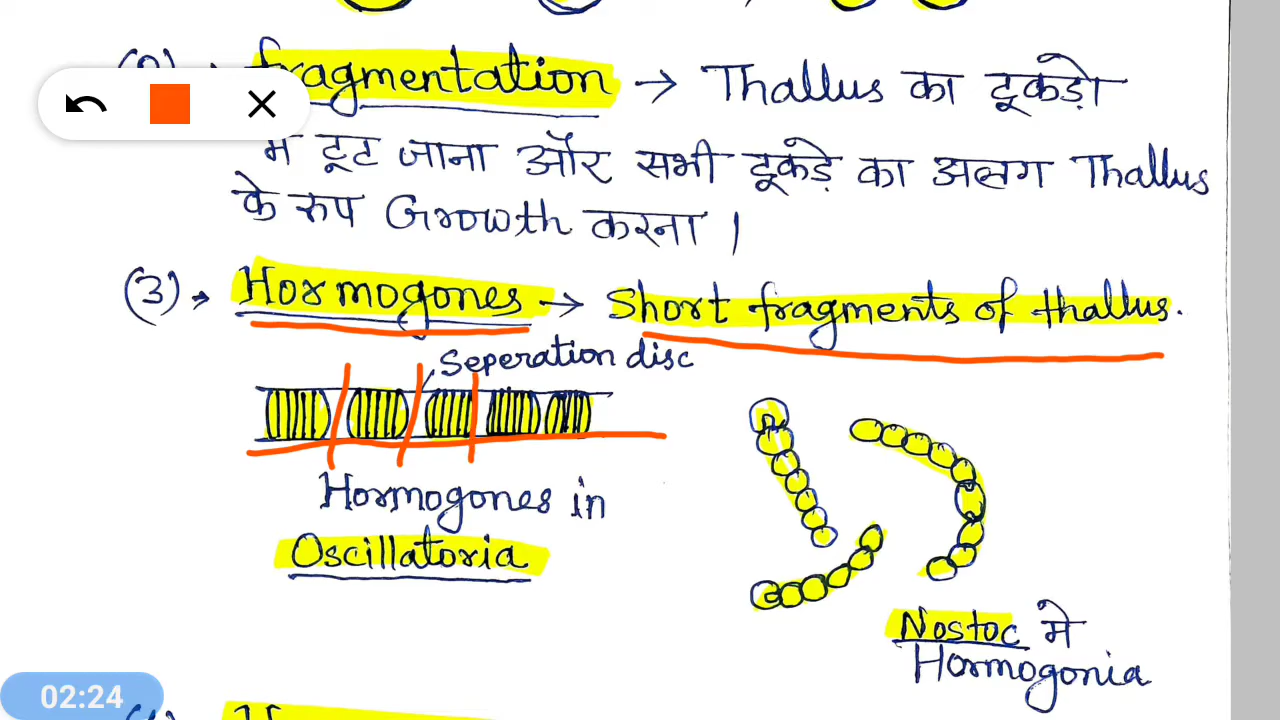 Fragmentation → Thallus का टूकड़ो
में टूट जाना और सभी टूकड़े का अलग Thallus
के रुप Growth करना ।
(3). Hormogones → Short fragments of thallus.
Seperation disc
Hormogones in
Oscillatoria
Nostoc मे
Hormogonia
02:24